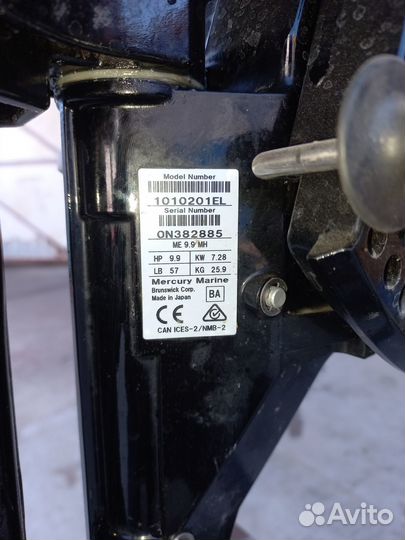 Model Number
1010201EL
Serial Number
0N382885
ME 9.9 MH
HP 9.9 KW 7.28
LB 57 KG 25.9
Mercury Marine
Brunswick Corp.
Made in Japan
BA
CE
CAN ICES-2/NMB-2
Avito